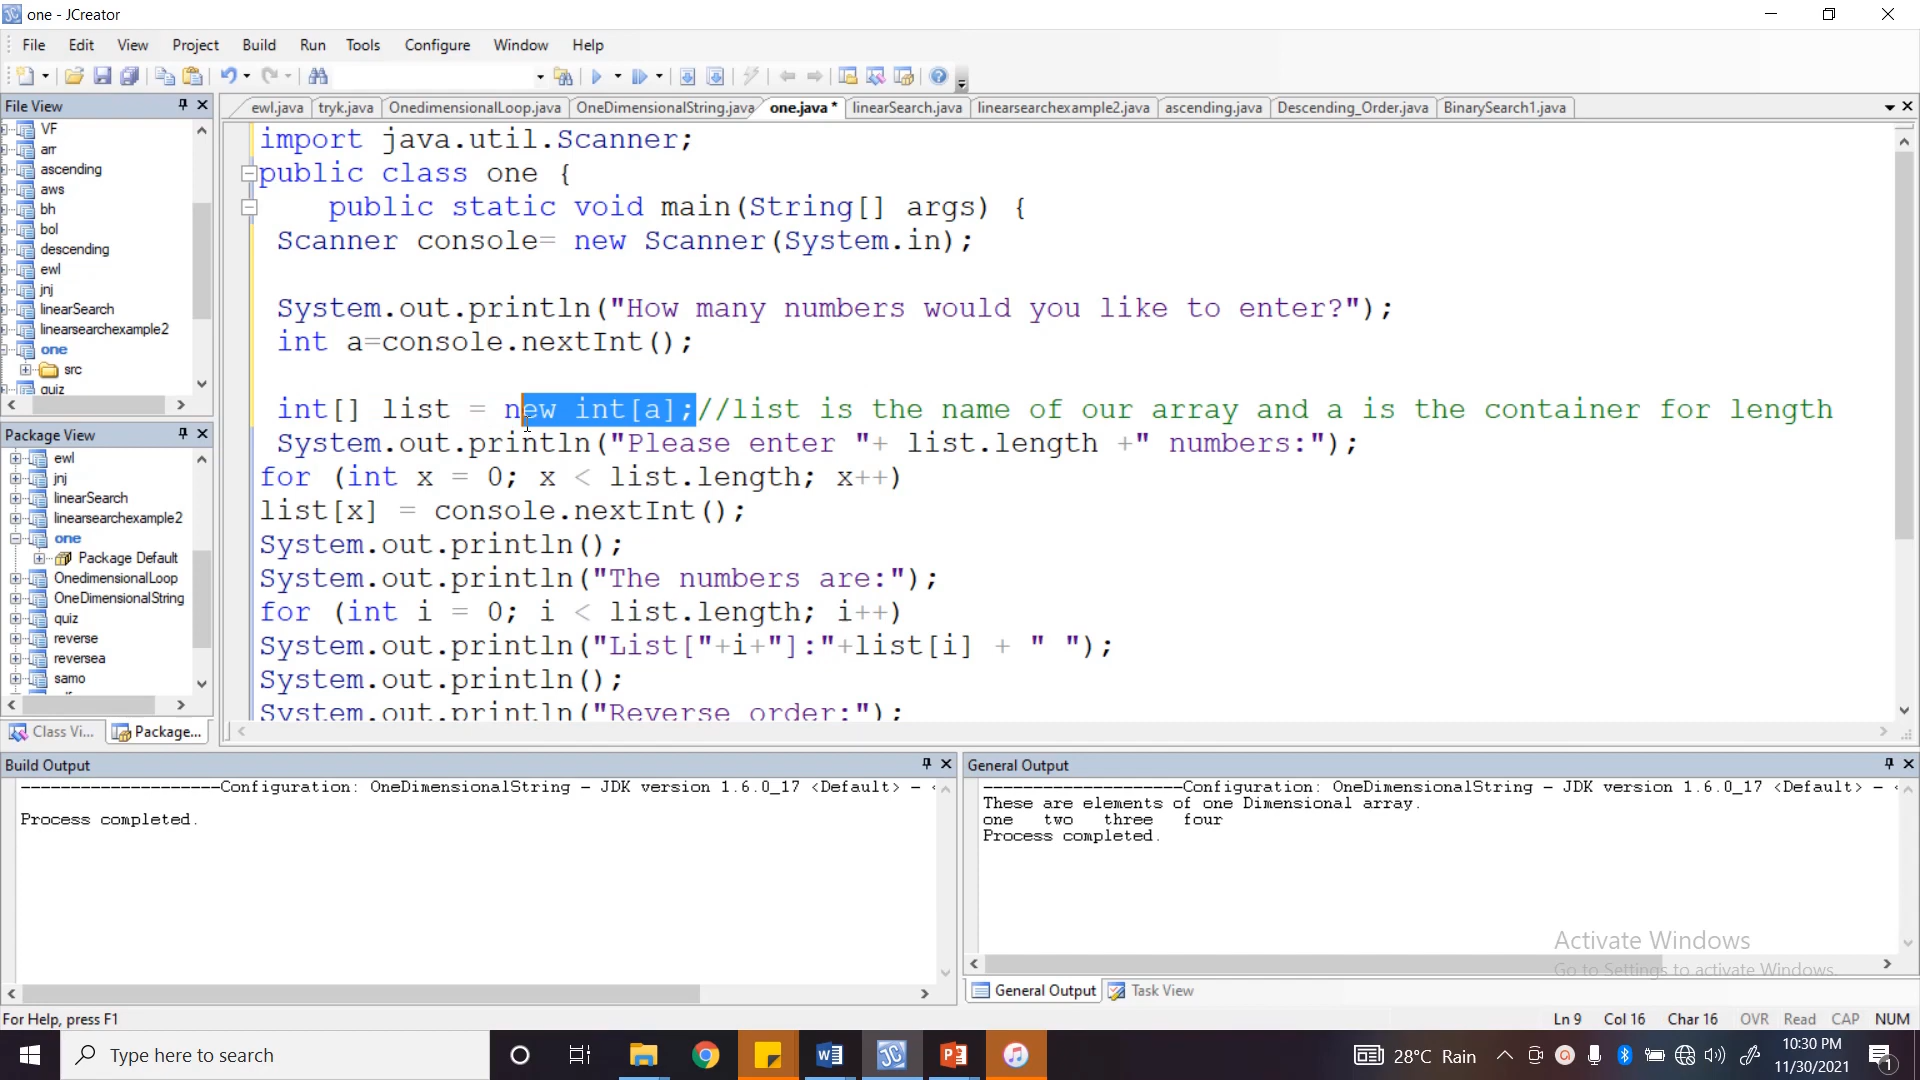 one - JCreator
File Edit View Project Build Run Tools Configure Window Help
File View
VF
arr
ascending
aws
bh
bol
descending
ewl
jnj
linearSearch
linearsearchexample2
one
src
quiz
Package View
ewl
jnj
linearSearch
linearsearchexample2
one
Package Default
OnedimensionalLoop
OneDimensionalString
quiz
reverse
reversea
samo
Class Vi... Package...
ewl.java tryk.java OnedimensionalLoop.java OneDimensionalString.java one.java * linearSearch.java linearsearchexample2.java ascending.java Descending_Order.java BinarySearch1.java
import java.util.Scanner;
public class one {
public static void main(String[] args) {
Scanner console= new Scanner(System.in);
System.out.println("How many numbers would you like to enter?");
int a=console.nextInt();
int[] list = new int[a];//list is the name of our array and a is the container for length
System.out.println("Please enter "+ list.length +" numbers:");
for (int x = 0; x < list.length; x++)
list[x] = console.nextInt();
System.out.println();
System.out.println("The numbers are:");
for (int i = 0; i < list.length; i++)
System.out.println("List["+i+"]:"+list[i] + " ");
System.out.println();
System.out.println("Reverse order:");
Build Output
--------------------Configuration: OneDimensionalString - JDK version 1.6.0_17 <Default> - <
Process completed.
General Output
--------------------Configuration: OneDimensionalString - JDK version 1.6.0_17 <Default> - <
These are elements of one Dimensional array.
one two three four
Process completed.
Activate Windows
Go to Settings to activate Windows.
General Output Task View
For Help, press F1
Ln 9 Col 16 Char 16 OVR Read CAP NUM
Type here to search
28°C Rain
10:30 PM
11/30/2021
1